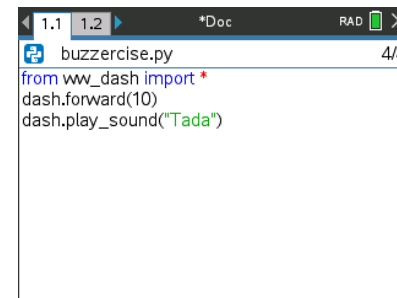 1.1 1.2 *Doc RAD
buzzercise.py 4/
from ww_dash import *
dash.forward(10)
dash.play_sound("Tada")